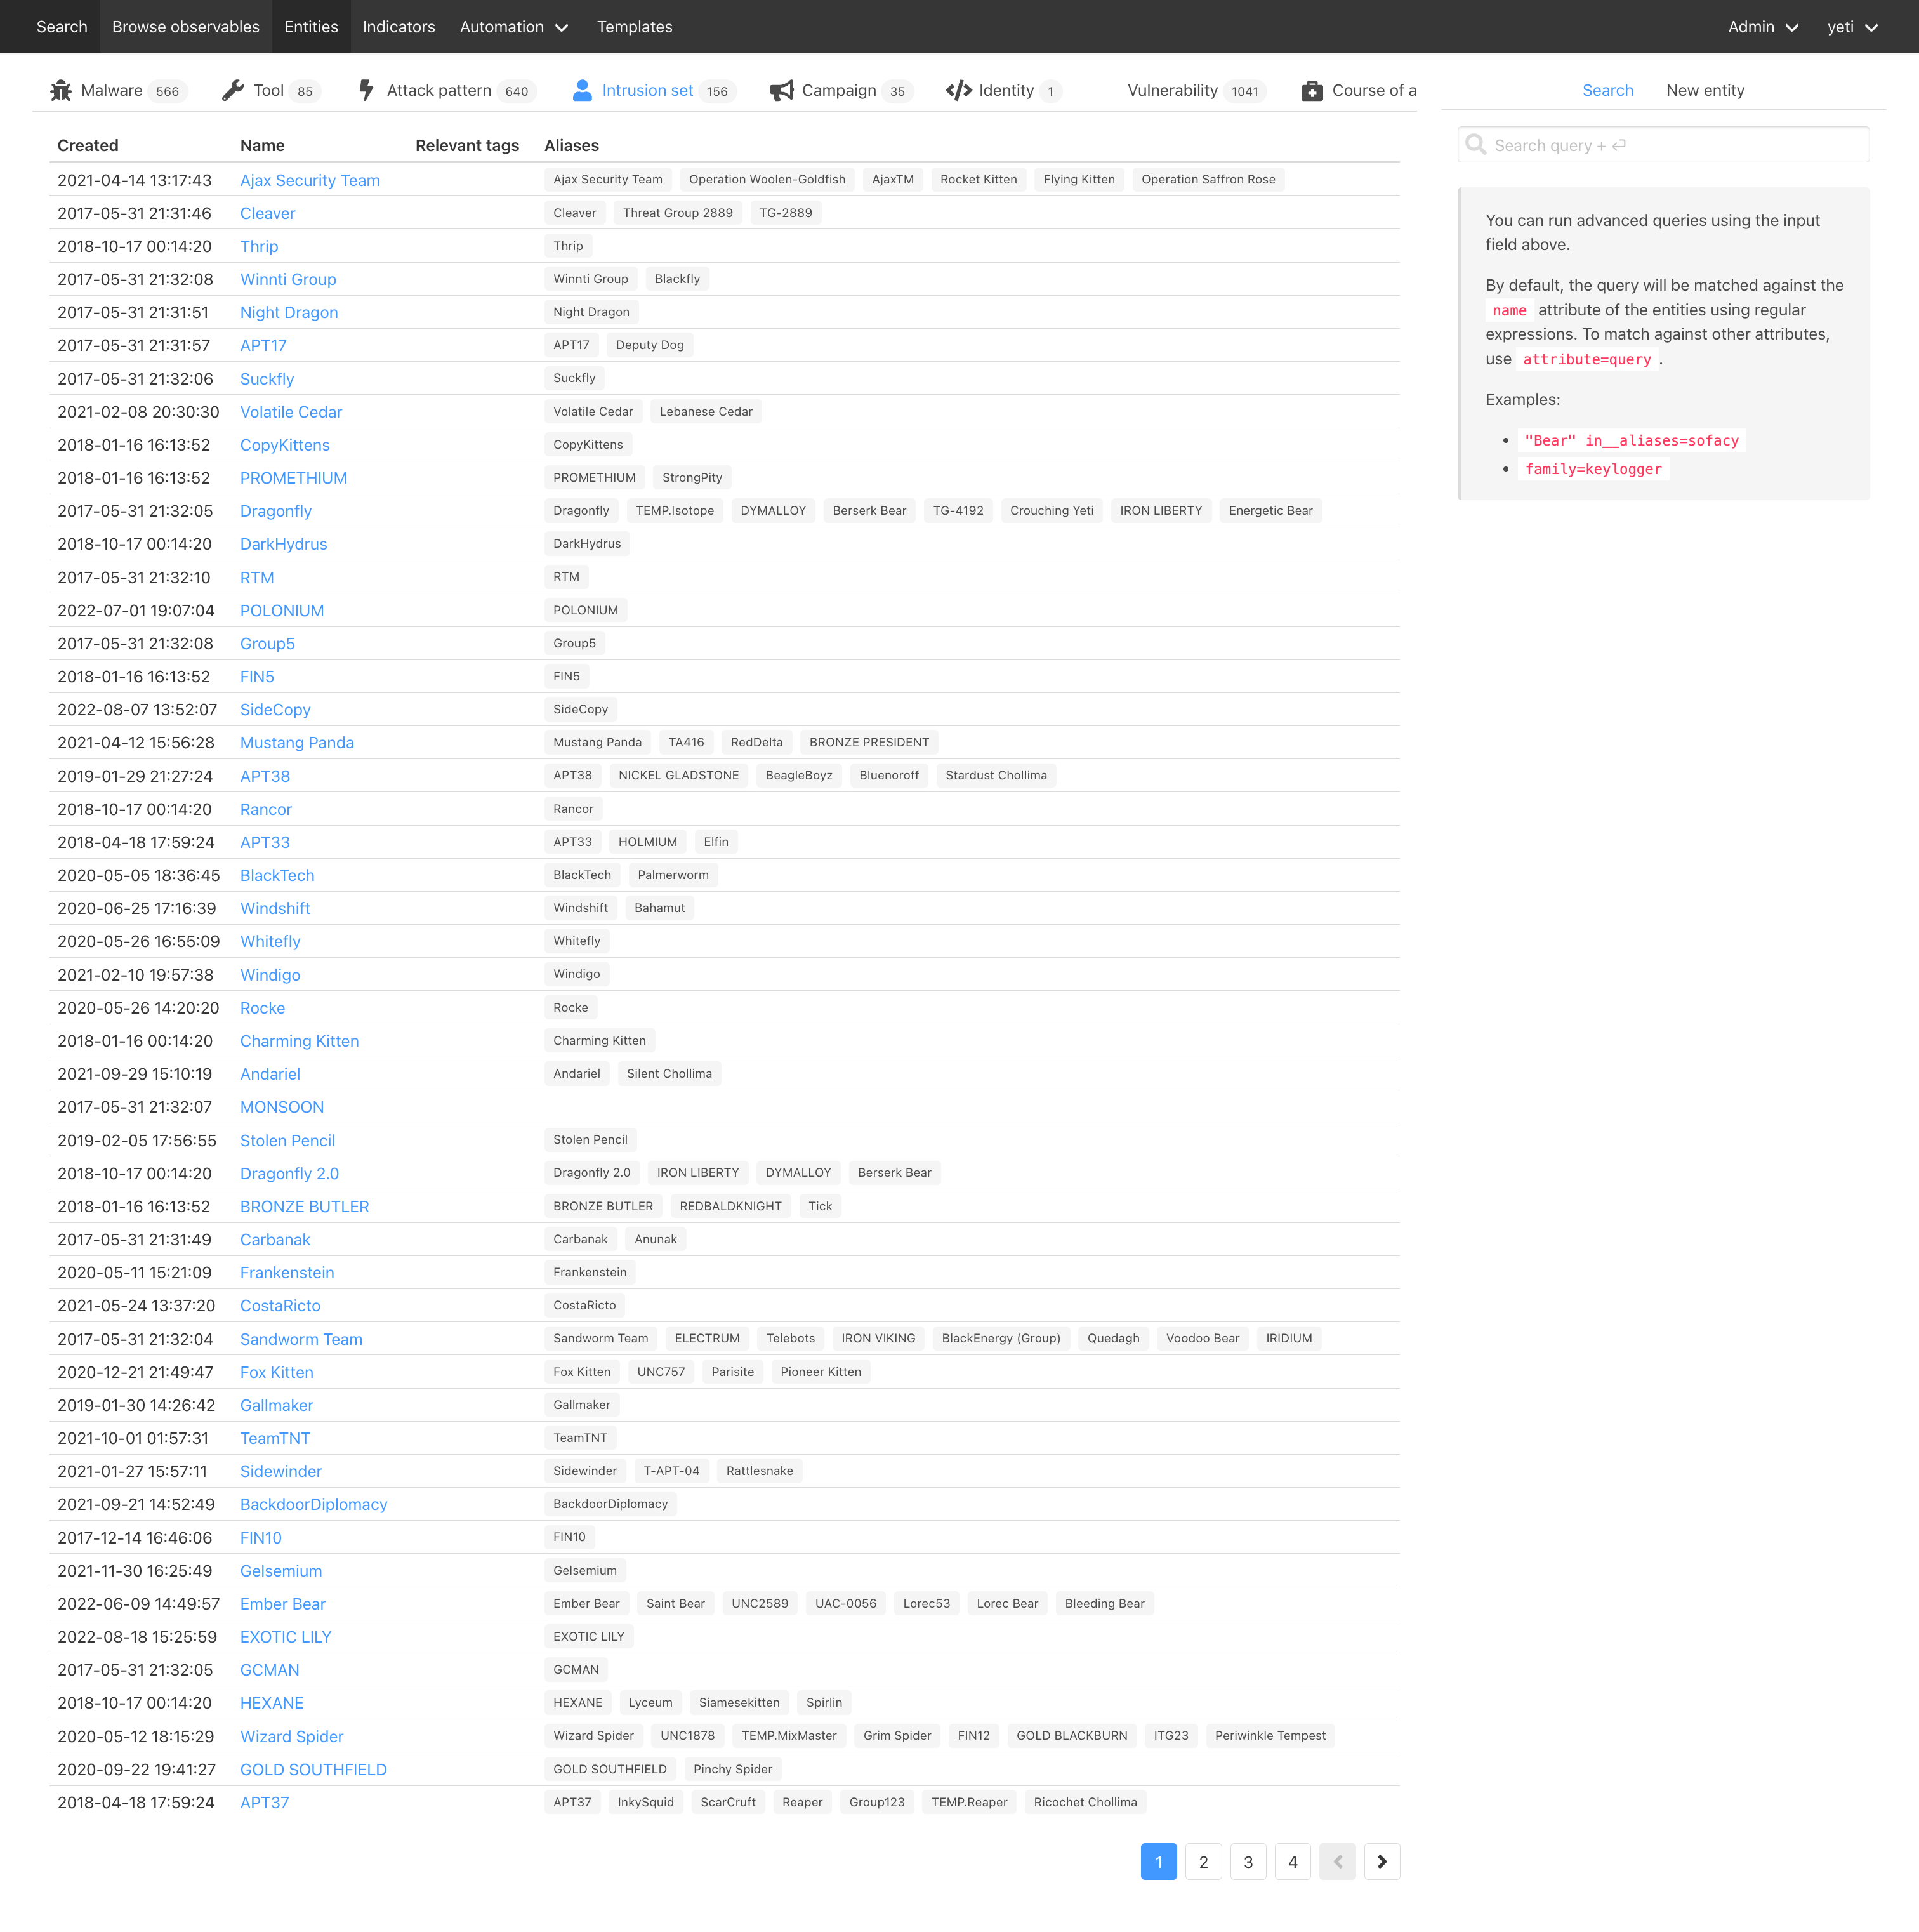 Search Browse observables Entities Indicators Automation Templates Admin yeti
Malware 566 Tool 85 Attack pattern 640 Intrusion set 156 Campaign 35 Identity 1 Vulnerability 1041 Course of a
Search New entity
Search query + ⏎
You can run advanced queries using the input
field above.
By default, the query will be matched against the
name attribute of the entities using regular
expressions. To match against other attributes,
use attribute=query .
Examples:
• "Bear" in__aliases=sofacy
• family=keylogger
Created Name Relevant tags Aliases
2021-04-14 13:17:43 Ajax Security Team Ajax Security Team Operation Woolen-Goldfish AjaxTM Rocket Kitten Flying Kitten Operation Saffron Rose
2017-05-31 21:31:46 Cleaver Cleaver Threat Group 2889 TG-2889
2018-10-17 00:14:20 Thrip Thrip
2017-05-31 21:32:08 Winnti Group Winnti Group Blackfly
2017-05-31 21:31:51 Night Dragon Night Dragon
2017-05-31 21:31:57 APT17 APT17 Deputy Dog
2017-05-31 21:32:06 Suckfly Suckfly
2021-02-08 20:30:30 Volatile Cedar Volatile Cedar Lebanese Cedar
2018-01-16 16:13:52 CopyKittens CopyKittens
2018-01-16 16:13:52 PROMETHIUM PROMETHIUM StrongPity
2017-05-31 21:32:05 Dragonfly Dragonfly TEMP.Isotope DYMALLOY Berserk Bear TG-4192 Crouching Yeti IRON LIBERTY Energetic Bear
2018-10-17 00:14:20 DarkHydrus DarkHydrus
2017-05-31 21:32:10 RTM RTM
2022-07-01 19:07:04 POLONIUM POLONIUM
2017-05-31 21:32:08 Group5 Group5
2018-01-16 16:13:52 FIN5 FIN5
2022-08-07 13:52:07 SideCopy SideCopy
2021-04-12 15:56:28 Mustang Panda Mustang Panda TA416 RedDelta BRONZE PRESIDENT
2019-01-29 21:27:24 APT38 APT38 NICKEL GLADSTONE BeagleBoyz Bluenoroff Stardust Chollima
2018-10-17 00:14:20 Rancor Rancor
2018-04-18 17:59:24 APT33 APT33 HOLMIUM Elfin
2020-05-05 18:36:45 BlackTech BlackTech Palmerworm
2020-06-25 17:16:39 Windshift Windshift Bahamut
2020-05-26 16:55:09 Whitefly Whitefly
2021-02-10 19:57:38 Windigo Windigo
2020-05-26 14:20:20 Rocke Rocke
2018-01-16 00:14:20 Charming Kitten Charming Kitten
2021-09-29 15:10:19 Andariel Andariel Silent Chollima
2017-05-31 21:32:07 MONSOON
2019-02-05 17:56:55 Stolen Pencil Stolen Pencil
2018-10-17 00:14:20 Dragonfly 2.0 Dragonfly 2.0 IRON LIBERTY DYMALLOY Berserk Bear
2018-01-16 16:13:52 BRONZE BUTLER BRONZE BUTLER REDBALDKNIGHT Tick
2017-05-31 21:31:49 Carbanak Carbanak Anunak
2020-05-11 15:21:09 Frankenstein Frankenstein
2021-05-24 13:37:20 CostaRicto CostaRicto
2017-05-31 21:32:04 Sandworm Team Sandworm Team ELECTRUM Telebots IRON VIKING BlackEnergy (Group) Quedagh Voodoo Bear IRIDIUM
2020-12-21 21:49:47 Fox Kitten Fox Kitten UNC757 Parisite Pioneer Kitten
2019-01-30 14:26:42 Gallmaker Gallmaker
2021-10-01 01:57:31 TeamTNT TeamTNT
2021-01-27 15:57:11 Sidewinder Sidewinder T-APT-04 Rattlesnake
2021-09-21 14:52:49 BackdoorDiplomacy BackdoorDiplomacy
2017-12-14 16:46:06 FIN10 FIN10
2021-11-30 16:25:49 Gelsemium Gelsemium
2022-06-09 14:49:57 Ember Bear Ember Bear Saint Bear UNC2589 UAC-0056 Lorec53 Lorec Bear Bleeding Bear
2022-08-18 15:25:59 EXOTIC LILY EXOTIC LILY
2017-05-31 21:32:05 GCMAN GCMAN
2018-10-17 00:14:20 HEXANE HEXANE Lyceum Siamesekitten Spirlin
2020-05-12 18:15:29 Wizard Spider Wizard Spider UNC1878 TEMP.MixMaster Grim Spider FIN12 GOLD BLACKBURN ITG23 Periwinkle Tempest
2020-09-22 19:41:27 GOLD SOUTHFIELD GOLD SOUTHFIELD Pinchy Spider
2018-04-18 17:59:24 APT37 APT37 InkySquid ScarCruft Reaper Group123 TEMP.Reaper Ricochet Chollima
1 2 3 4